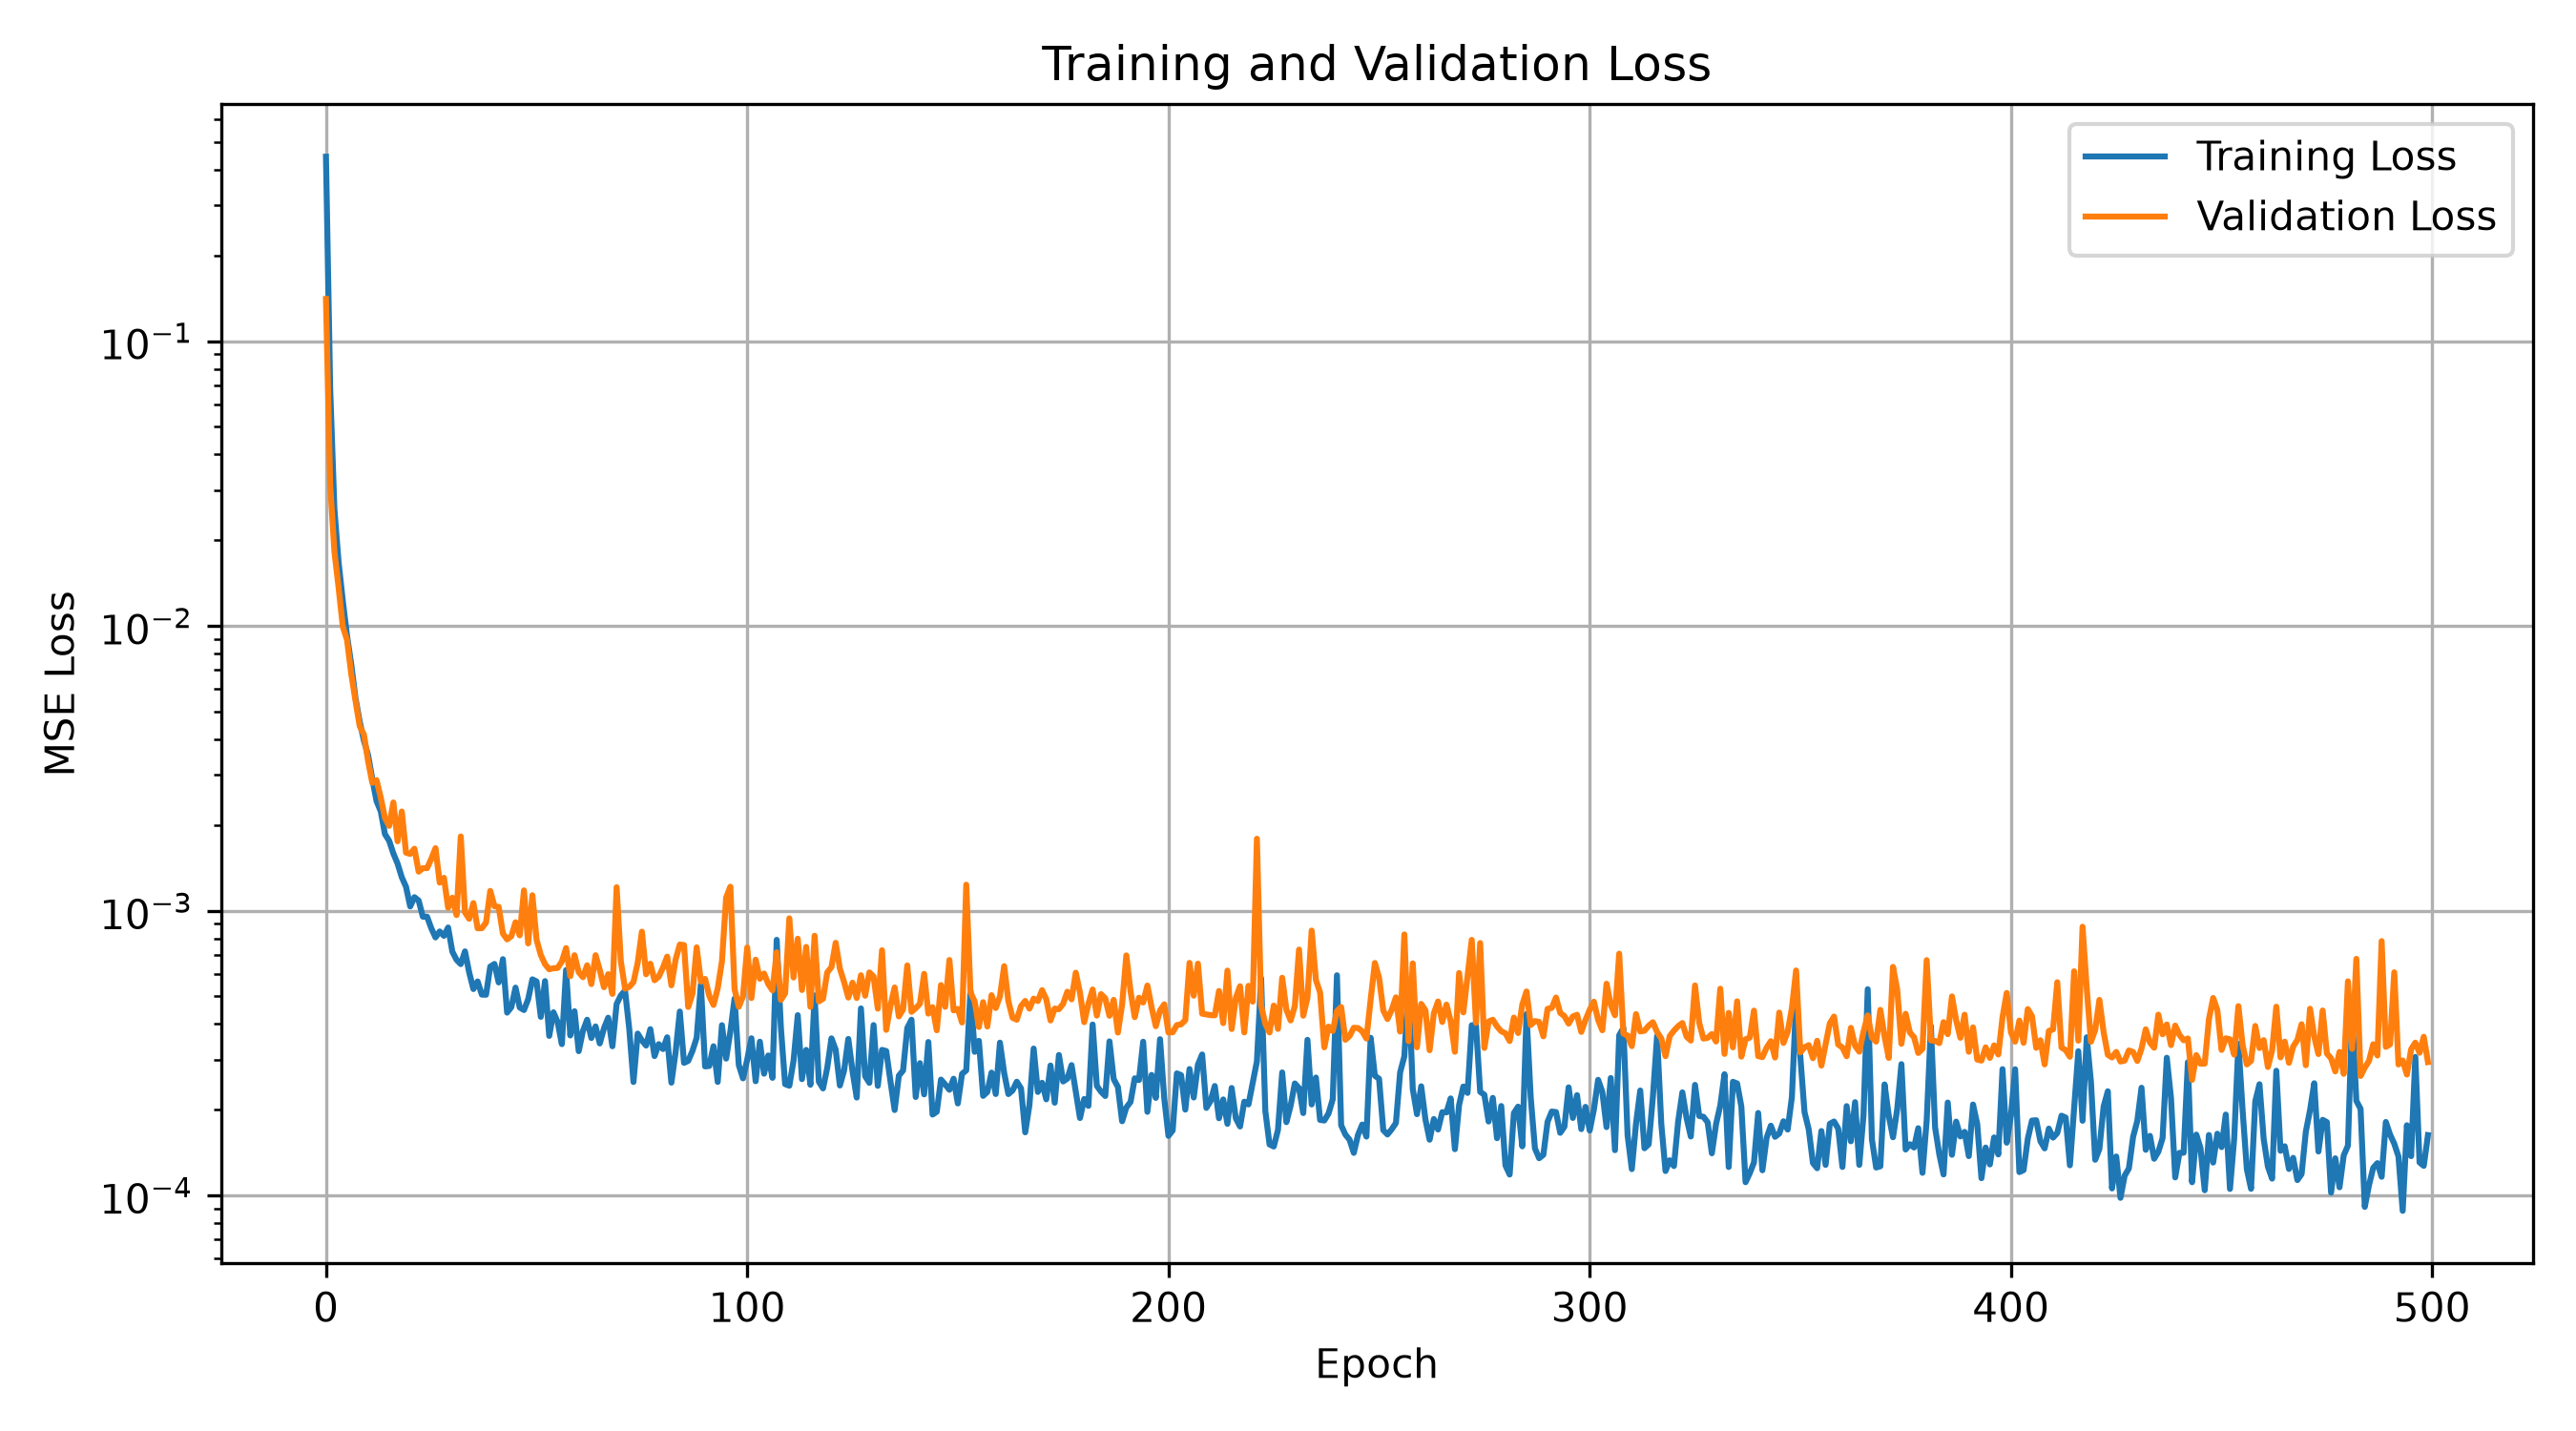 Training and Validation Loss
Training Loss
Validation Loss
10⁻¹
10⁻²
10⁻³
10⁻⁴
MSE Loss
0 100 200 300 400 500
Epoch